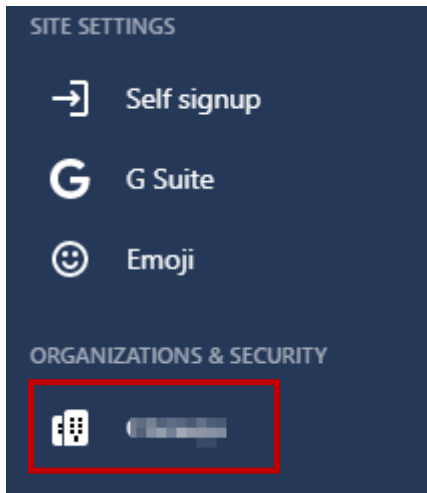 SITE SETTINGS
Self signup
G Suite
Emoji
ORGANIZATIONS & SECURITY